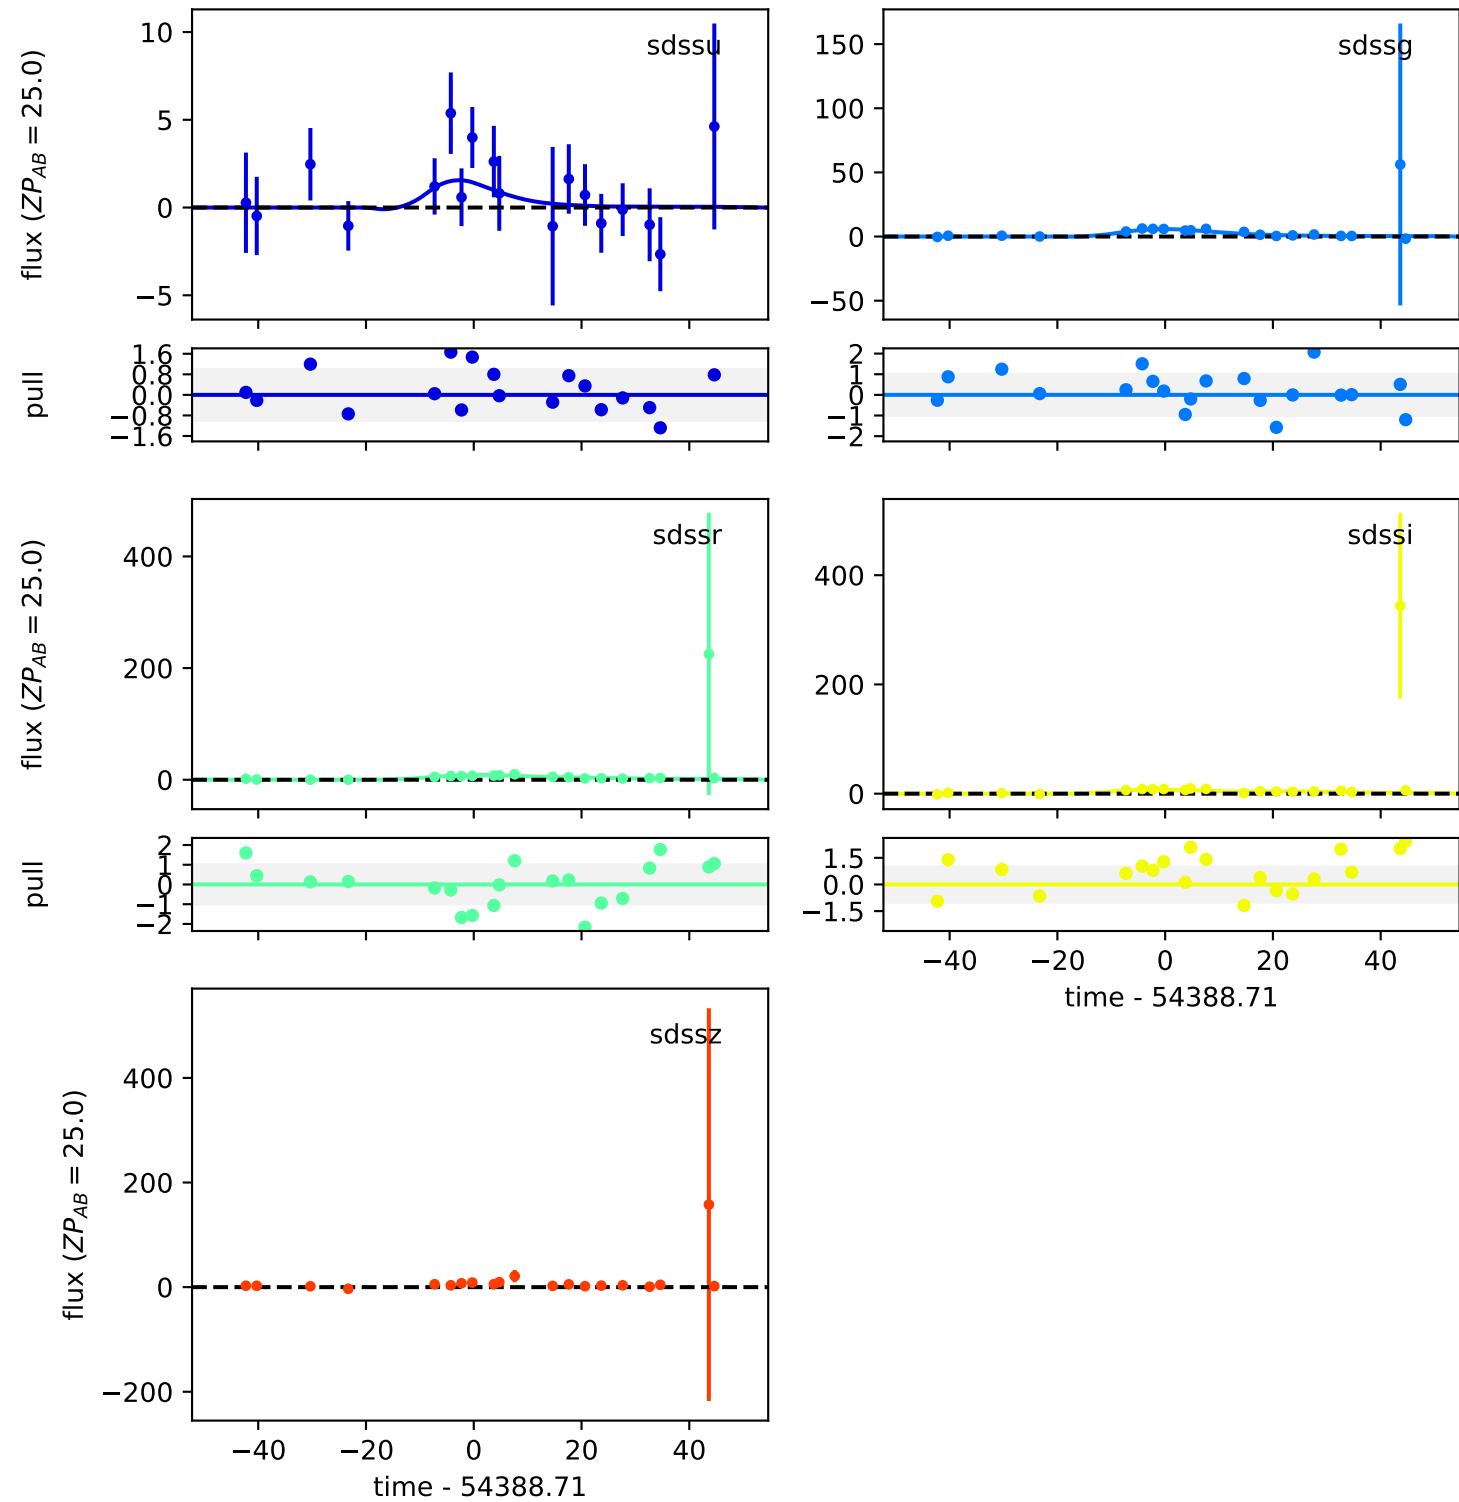 sdssu
10
5
0
−5
flux (ZP_AB = 25.0)
sdssg
150
100
50
0
−50
1.6
0.8
0.0
−0.8
−1.6
pull
2
1
0
−1
−2
sdssr
400
200
0
flux (ZP_AB = 25.0)
sdssi
400
200
0
2
1
0
−1
−2
pull
1.5
0.0
−1.5
−40 −20 0 20 40
time - 54388.71
sdssz
400
200
0
−200
flux (ZP_AB = 25.0)
−40 −20 0 20 40
time - 54388.71